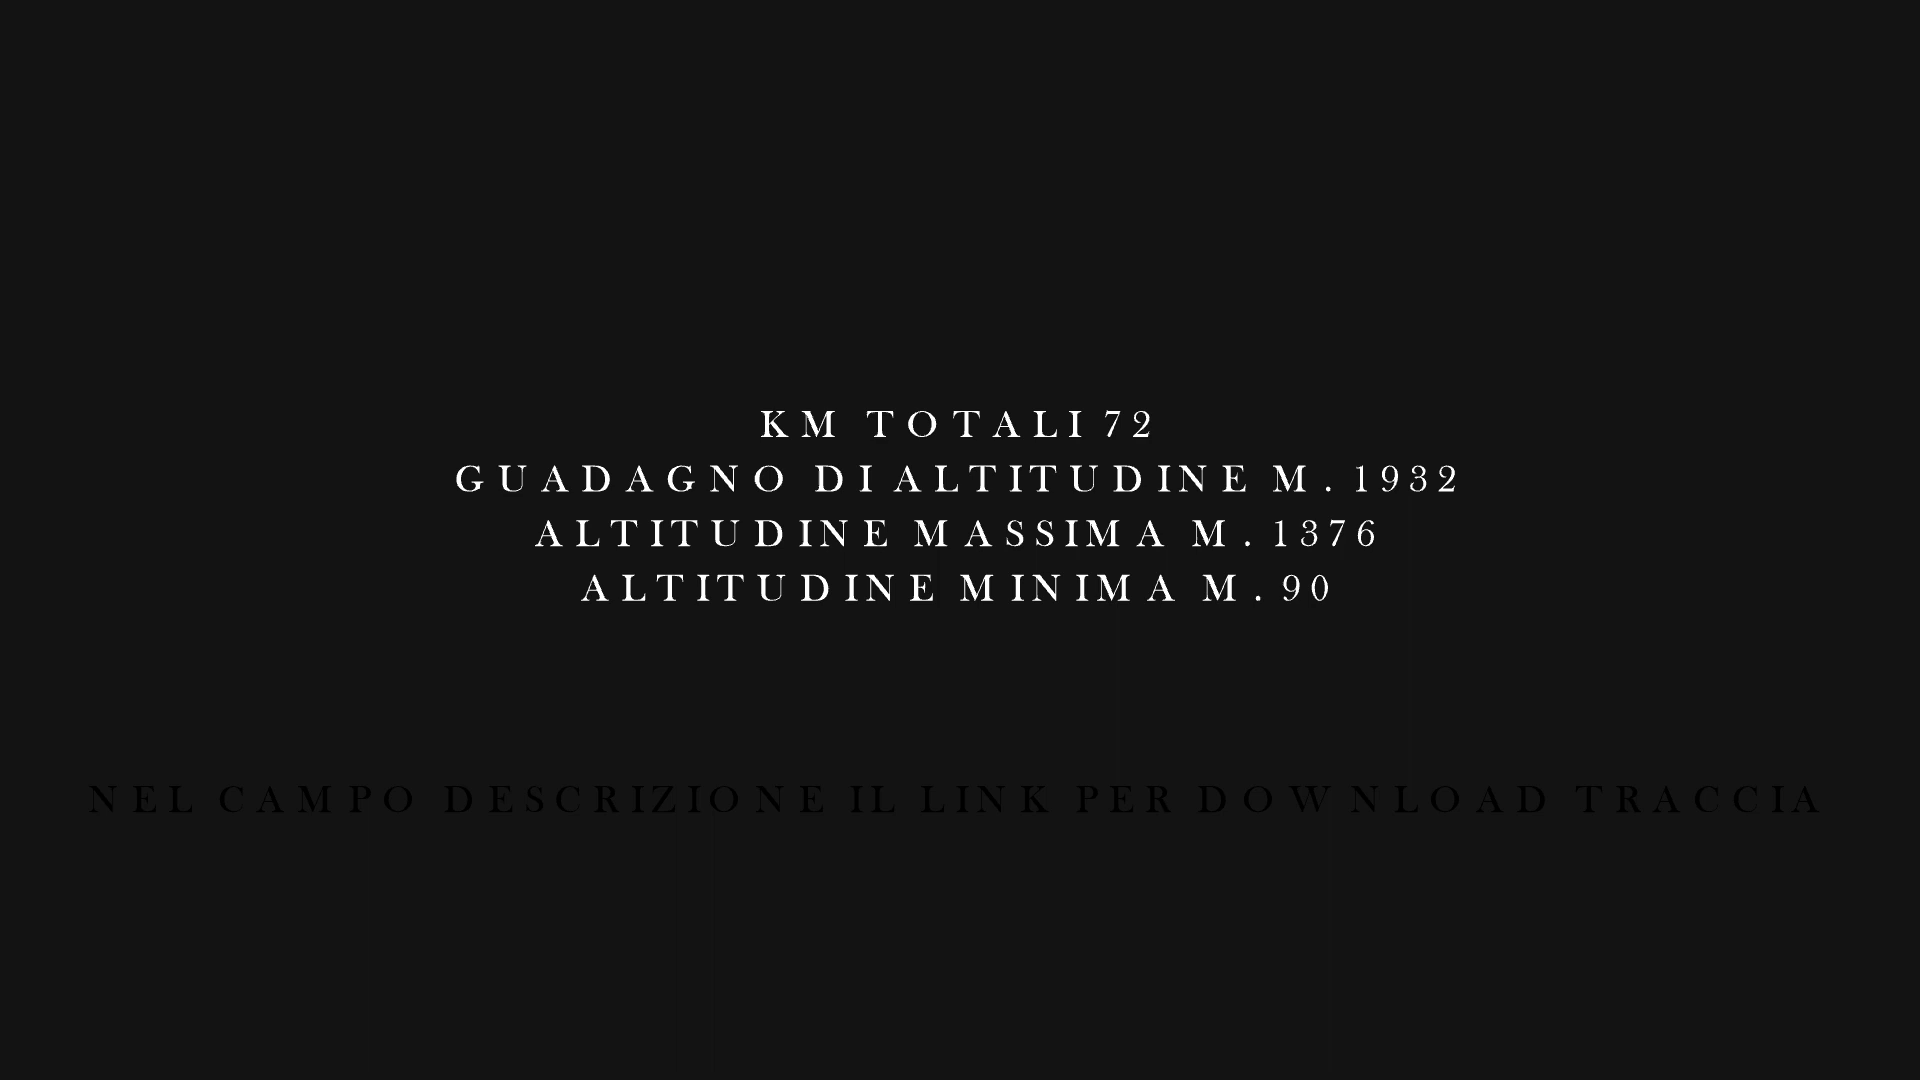 KM TOTALI 72
GUADAGNO DI ALTITUDINE M. 1932
ALTITUDINE MASSIMA M. 1376
ALTITUDINE MINIMA M. 90
NEL CAMPO DESCRIZIONE IL LINK PER DOWNLOAD TRACCIA